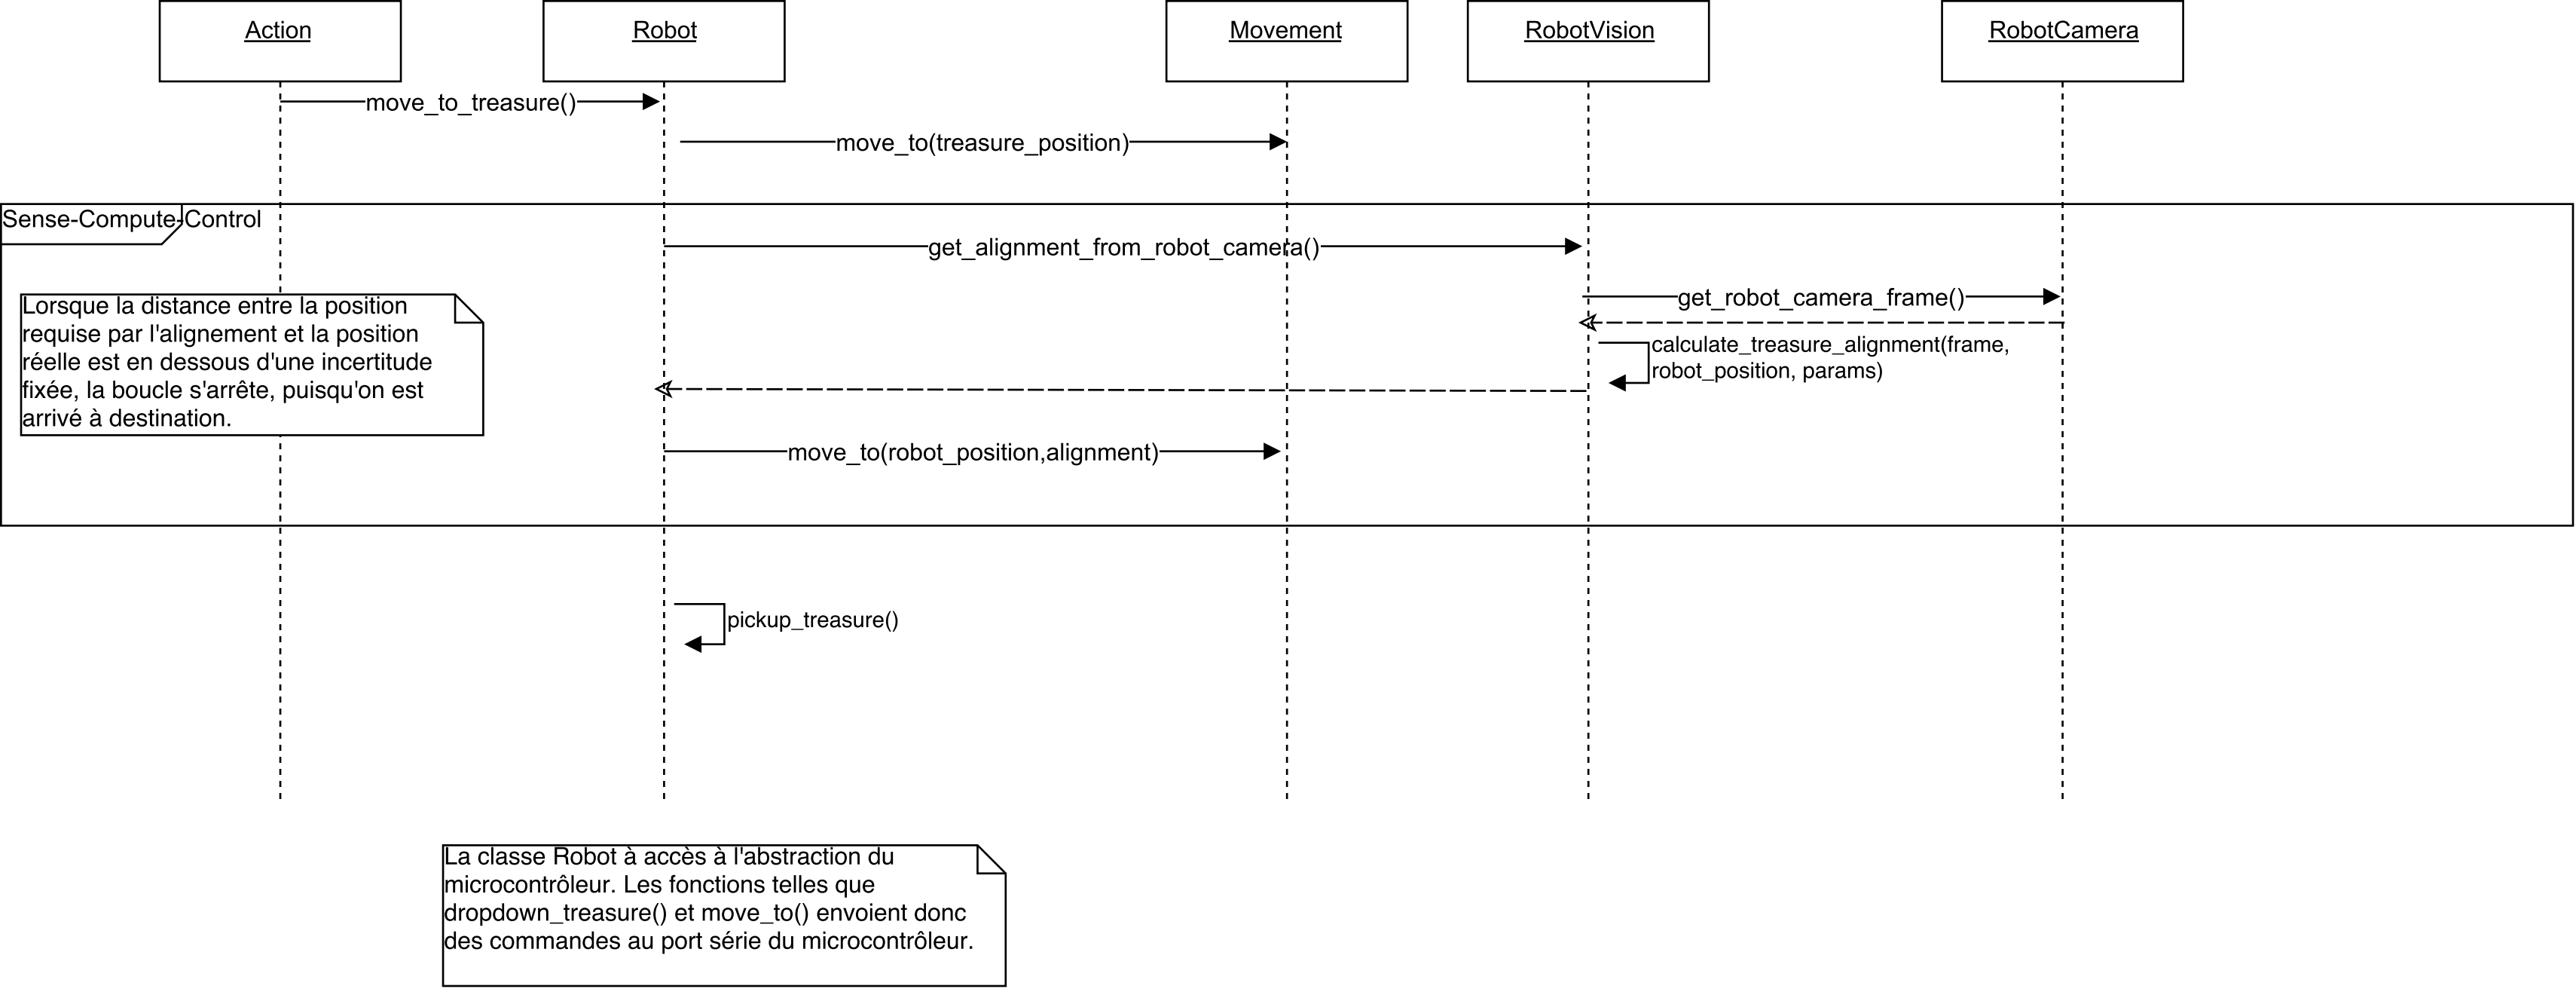 Action
Robot
Movement
RobotVision
RobotCamera
move_to_treasure()
move_to(treasure_position)
Sense-Compute-Control
get_alignment_from_robot_camera()
get_robot_camera_frame()
Lorsque la distance entre la position
requise par l'alignement et la position
réelle est en dessous d'une incertitude
fixée, la boucle s'arrête, puisqu'on est
arrivé à destination.
calculate_treasure_alignment(frame,
robot_position, params)
move_to(robot_position,alignment)
pickup_treasure()
La classe Robot à accès à l'abstraction du
microcontrôleur. Les fonctions telles que
dropdown_treasure() et move_to() envoient donc
des commandes au port série du microcontrôleur.